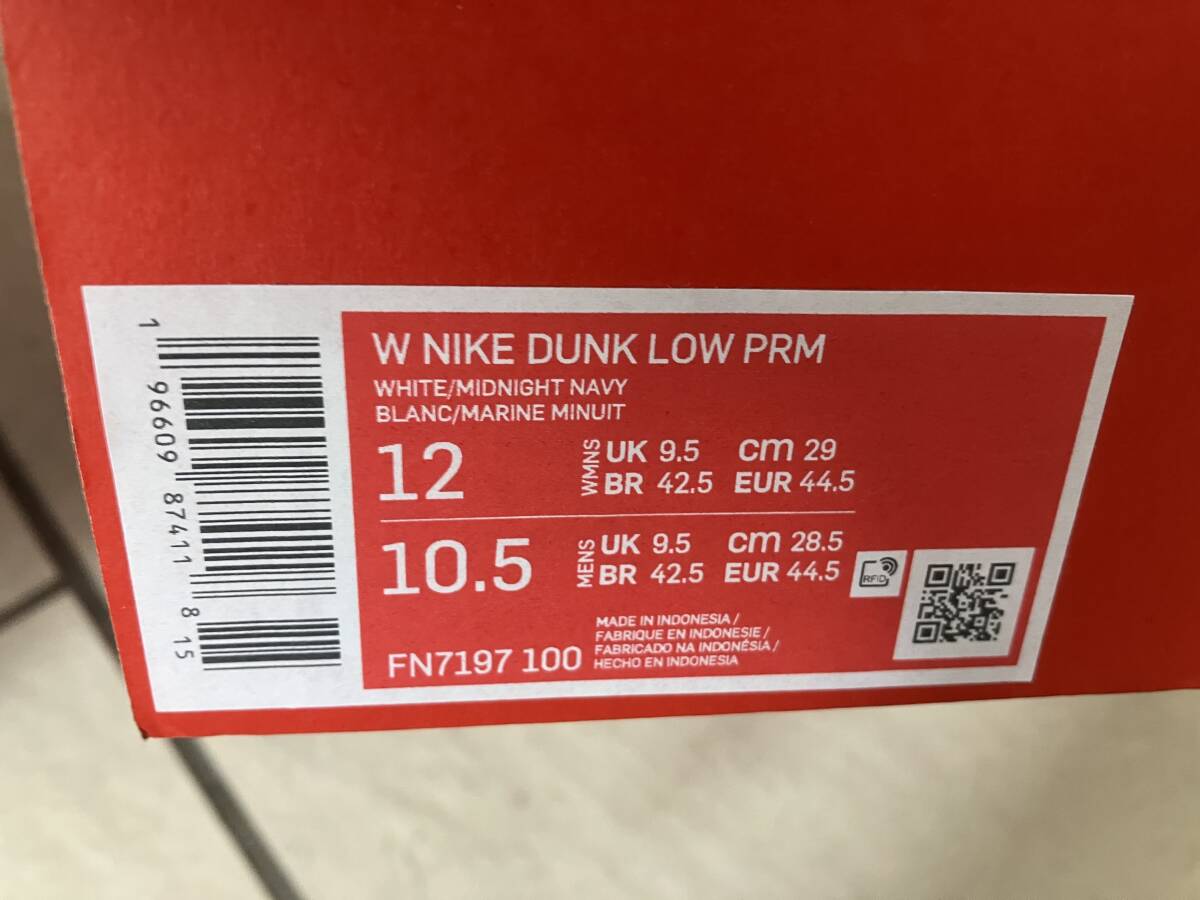 W NIKE DUNK LOW PRM
WHITE/MIDNIGHT NAVY
BLANC/MARINE MINUIT
12 WMNS UK 9.5 cm 29
BR 42.5 EUR 44.5
10.5 MENS UK 9.5 cm 28.5
BR 42.5 EUR 44.5
RFID
FN7197 100
MADE IN INDONESIA /
FABRIQUE EN INDONESIE /
FABRICADO NA INDONÉSIA /
HECHO EN INDONESIA
1 96609 87411 8 15